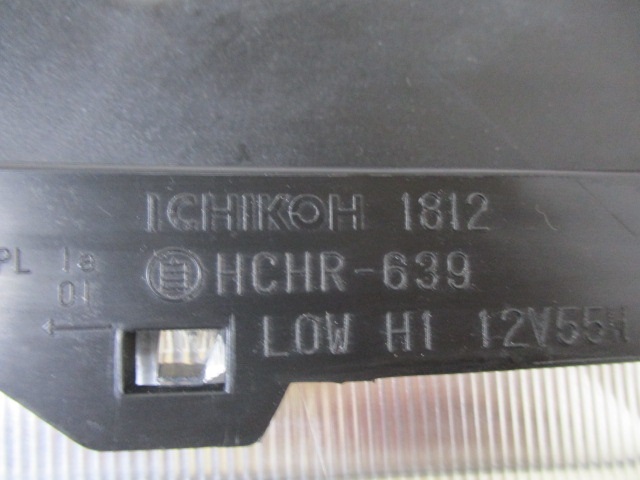 ICHIKOH 1812
PL 1a HCHR-639
01
LOW H1 12V55W